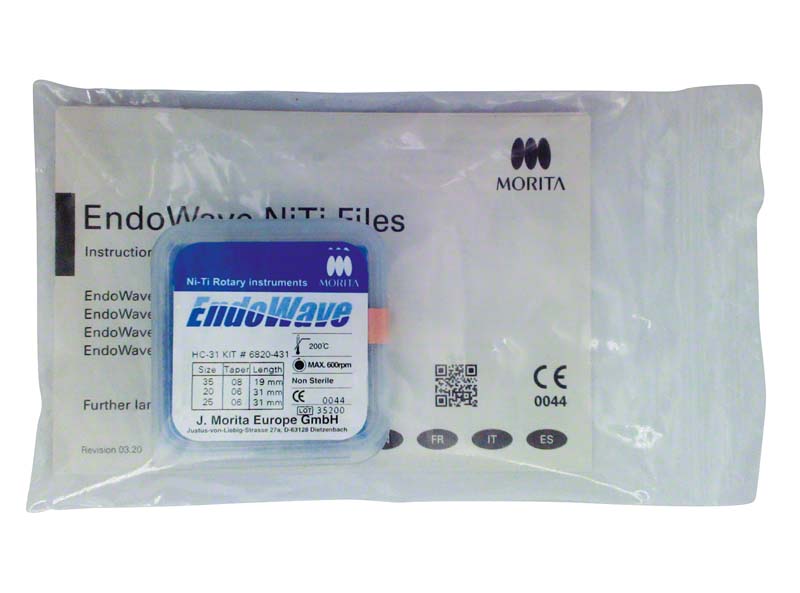 MORITA
EndoWave NiTi Files
Instruction
EndoWave
EndoWave
EndoWave
EndoWave
Further
Revision 03.20
0044
FR IT ES
Ni-Ti Rotary instruments
MORITA
EndoWave
HC-31 KIT # 6820-431
200℃
MAX. 600rpm
Size Taper Length
35 08 19 mm
20 06 31 mm
25 06 31 mm
Non Sterile
CE 0044
LOT 35200
J. Morita Europe GmbH
Justus-von-Liebig-Strasse 27a, D-63128 Dietzenbach
CE